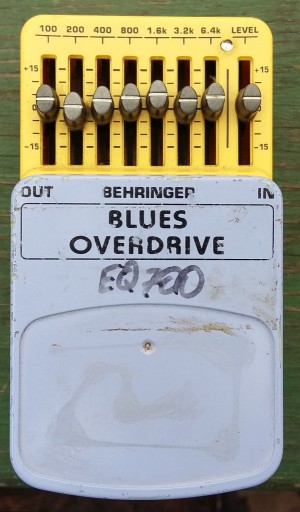 100 200 400 800 1.6k 3.2k 6.4k LEVEL
+15 +15
0 0
-15 -15
OUT BEHRINGER IN
BLUES
OVERDRIVE
EQ700